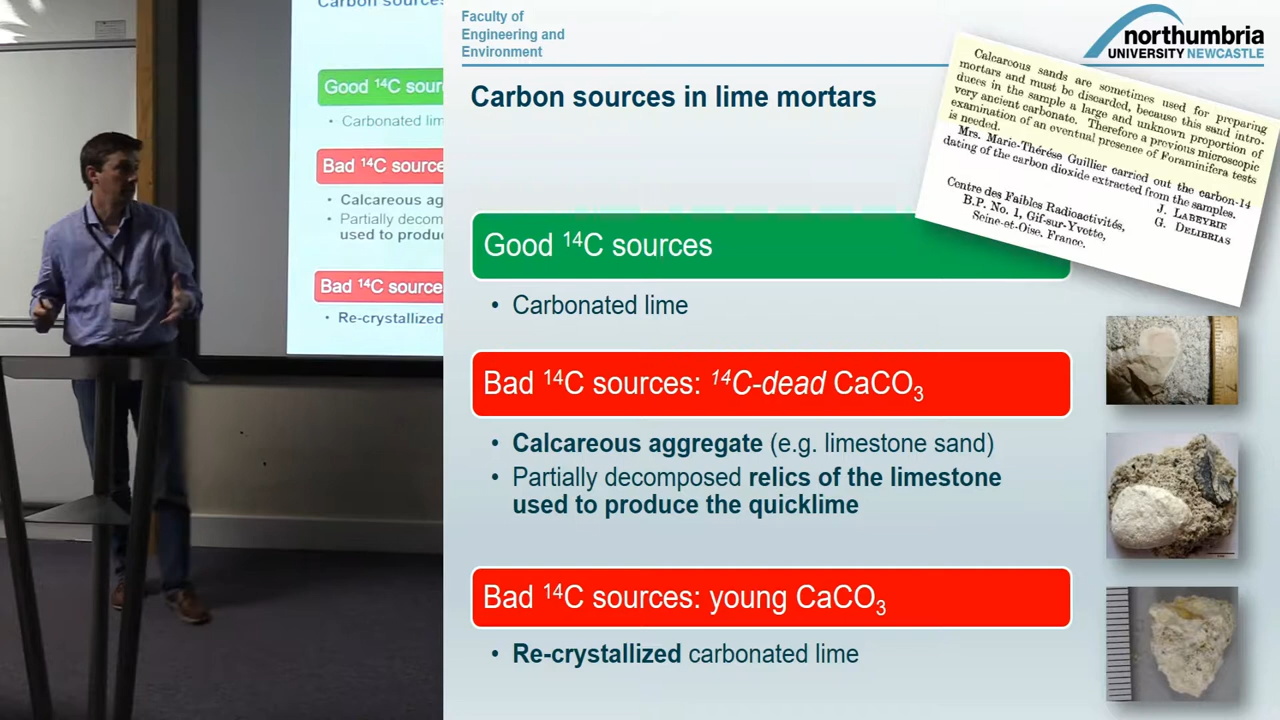 Carbon sources
Good ¹⁴C sour
• Carbonated lim
Bad ¹⁴C source
• Calcareous ag
• Partially decom
used to produ
Bad ¹⁴C source
• Re-crystallized
Faculty of
Engineering and
Environment
northumbria
UNIVERSITY NEWCASTLE
Carbon sources in lime mortars
Calcareous sands are sometimes used for preparing
mortars and must be discarded, because this sand intro-
duces in the sample a large and unknown proportion of
very ancient carbonate. Therefore a previous microscopic
examination of an eventual presence of Foraminifera tests
is needed.
Mrs. Marie-Thérése Guillier carried out the carbon-14
dating of the carbon dioxide extracted from the samples.
J. LABEYRIE
G. DELIBRIAS
Centre des Faibles Radioactivités,
B.P. No. 1, Gif-sur-Yvette,
Seine-et-Oise. France.
Good ¹⁴C sources
• Carbonated lime
Bad ¹⁴C sources: ¹⁴C-dead CaCO₃
• Calcareous aggregate (e.g. limestone sand)
• Partially decomposed relics of the limestone
used to produce the quicklime
Bad ¹⁴C sources: young CaCO₃
• Re-crystallized carbonated lime